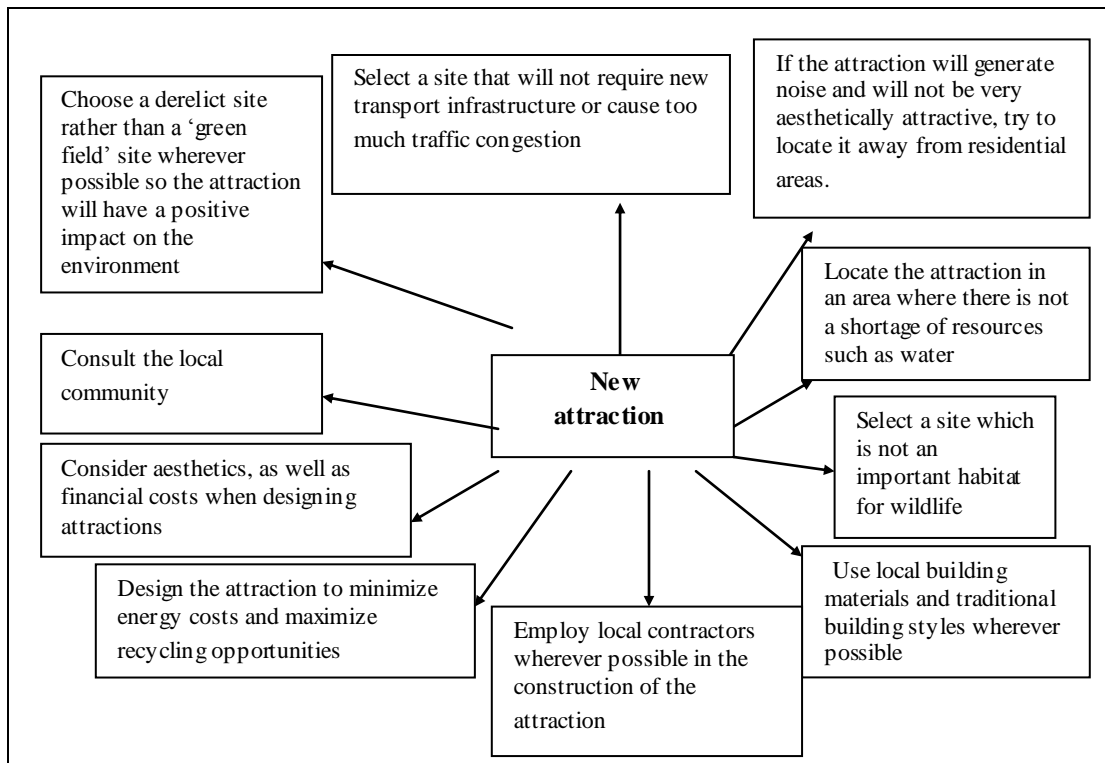 Choose a derelict site
rather than a ‘green
field’ site wherever
possible so the attraction
will have a positive
impact on the
environment
Select a site that will not require new
transport infrastructure or cause too
much traffic congestion
If the attraction will generate
noise and will not be very
aesthetically attractive, try to
locate it away from residential
areas.
Locate the attraction in
an area where there is not
a shortage of resources
such as water
Consult the local
community
New
attraction
Select a site which
is not an
important habitat
for wildlife
Consider aesthetics, as well as
financial costs when designing
attractions
Use local building
materials and traditional
building styles wherever
possible
Design the attraction to minimize
energy costs and maximize
recycling opportunities
Employ local contractors
wherever possible in the
construction of the
attraction